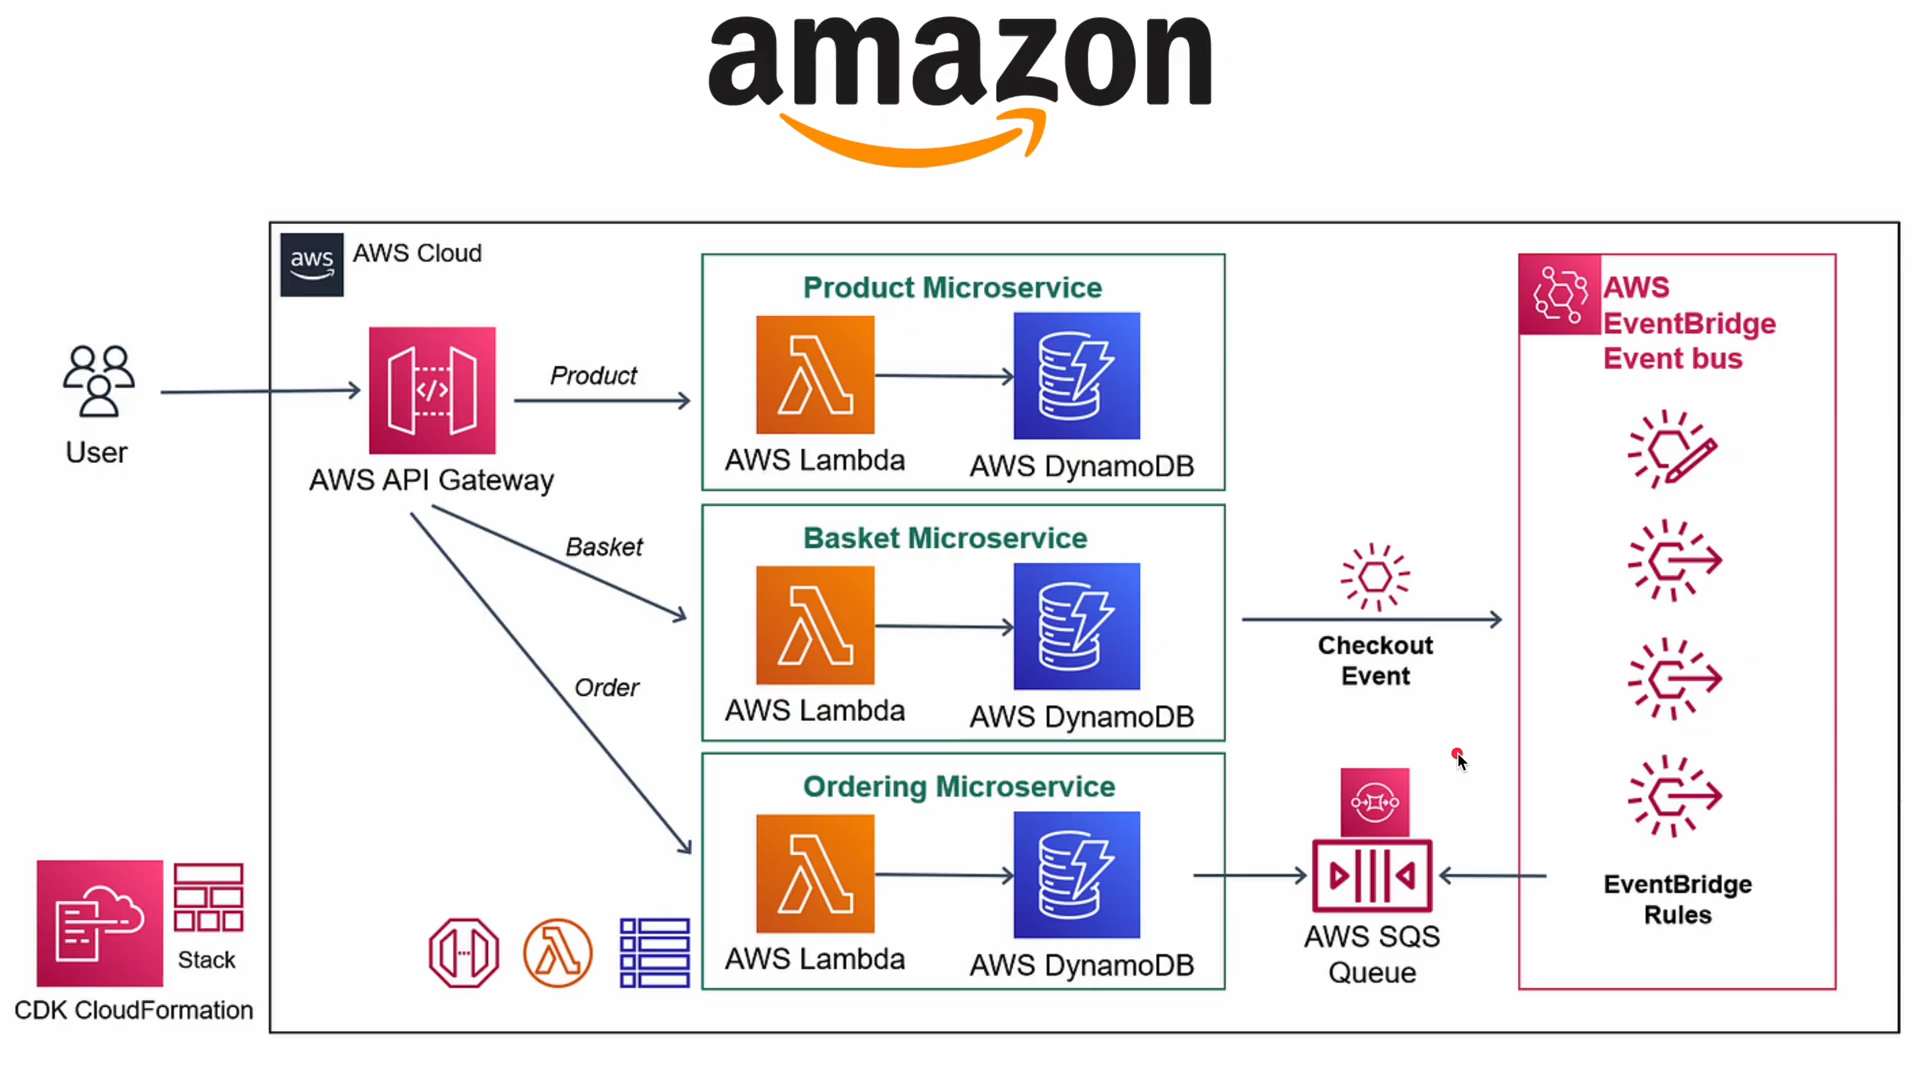 amazon
aws
AWS Cloud
User
AWS API Gateway
Product
Basket
Order
Product Microservice
AWS Lambda
AWS DynamoDB
Basket Microservice
AWS Lambda
AWS DynamoDB
Ordering Microservice
AWS Lambda
AWS DynamoDB
Checkout
Event
AWS SQS
Queue
AWS
EventBridge
Event bus
EventBridge
Rules
Stack
CDK CloudFormation